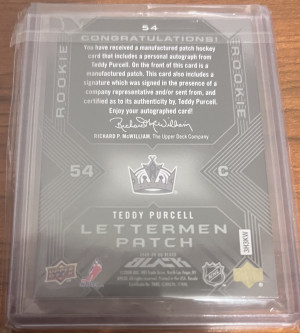 54
CONGRATULATIONS!
You have received a manufactured patch hockey
card that includes a personal autograph from
Teddy Purcell. On the front of this card is a
manufactured patch. This card also includes a
signature which was signed in the presence of a
company representative and/or sent from, and
certified as to its authenticity by, Teddy Purcell.
Enjoy your autographed card!
RICHARD P. McWILLIAM, The Upper Deck Company
ROOKIE
ROOKIE
54
C
TEDDY PURCELL
LETTERMEN
PATCH
BLACK
NHL